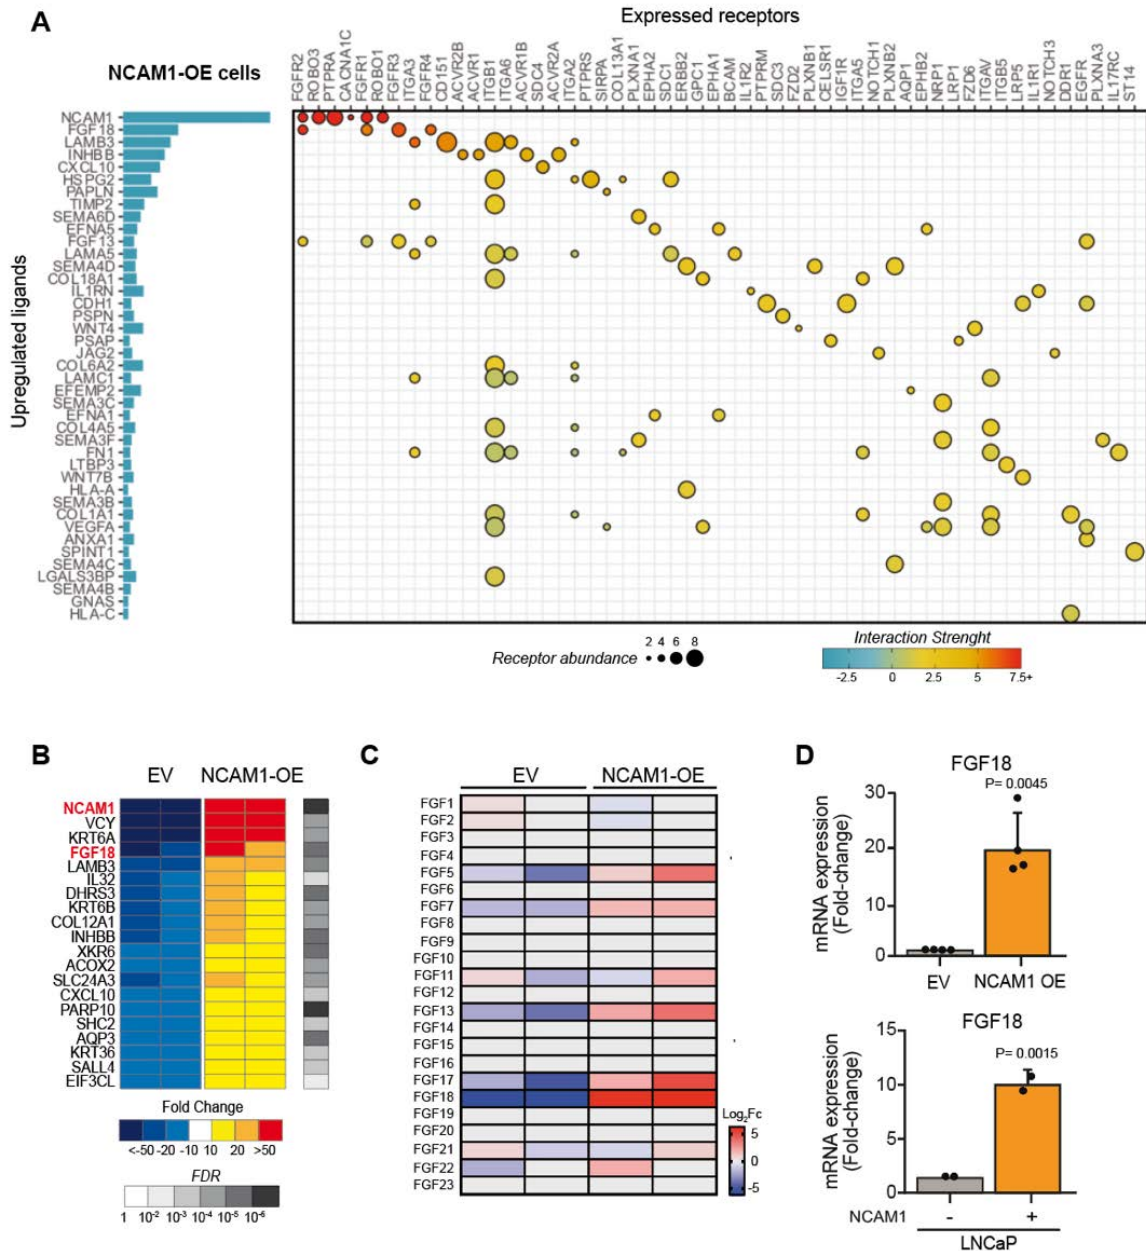 A
Expressed receptors
NCAM1-OE cells
FGFR2
ROBO3
PTPRA
CACNA1C
FGFR1
ROBO1
FGFR3
ITGA3
FGFR4
CD151
ACVR2B
ACVR1
ITGB1
ITGA6
ACVR1B
SDC4
ACVR2A
ITGA2
PTPRS
SIRPA
COL13A1
PLXNA1
EPHA2
SDC1
ERBB2
GPC1
EPHA1
BCAM
IL1R2
PTPRM
SDC3
FZD2
PLXNB1
CELSR1
IGF1R
ITGA5
NOTCH1
PLXNB2
AQP1
EPHB2
NRP1
LRP1
FZD6
ITGAV
ITGB5
LRP5
IL1R1
NOTCH3
DDR1
EGFR
PLXNA3
IL17RC
ST14
Upregulated ligands
NCAM1
FGF18
LAMB3
INHBB
CXCL10
HSPG2
PAPLN
TIMP2
SEMA6D
EFNA5
FGF13
LAMA5
SEMA4D
COL18A1
IL1RN
CDH1
PSPN
WNT4
PSAP
JAG2
COL6A2
LAMC1
EFEMP2
SEMA3C
EFNA1
COL4A5
SEMA3F
FN1
LTBP3
WNT7B
HLA-A
SEMA3B
COL1A1
VEGFA
ANXA1
SPINT1
SEMA4C
LGALS3BP
SEMA4B
GNAS
HLA-C
Receptor abundance
2 4 6 8
Interaction Strenght
-2.5 0 2.5 5 7.5+
B
EV NCAM1-OE
NCAM1
VCY
KRT6A
FGF18
LAMB3
IL32
DHRS3
KRT6B
COL12A1
INHBB
XKR6
ACOX2
SLC24A3
CXCL10
PARP10
SHC2
AQP3
KRT36
SALL4
EIF3CL
Fold Change
<-50 -20 -10 10 20 >50
FDR
1 10⁻² 10⁻³ 10⁻⁴ 10⁻⁵ 10⁻⁶
C
EV NCAM1-OE
FGF1
FGF2
FGF3
FGF4
FGF5
FGF6
FGF7
FGF8
FGF9
FGF10
FGF11
FGF12
FGF13
FGF14
FGF15
FGF16
FGF17
FGF18
FGF19
FGF20
FGF21
FGF22
FGF23
Log₂Fc
5
0
-5
D
FGF18
P= 0.0045
mRNA expression
(Fold-change)
30
20
10
0
EV NCAM1 OE
FGF18
P= 0.0015
mRNA expression
(Fold-change)
15
10
5
0
NCAM1 - +
LNCaP